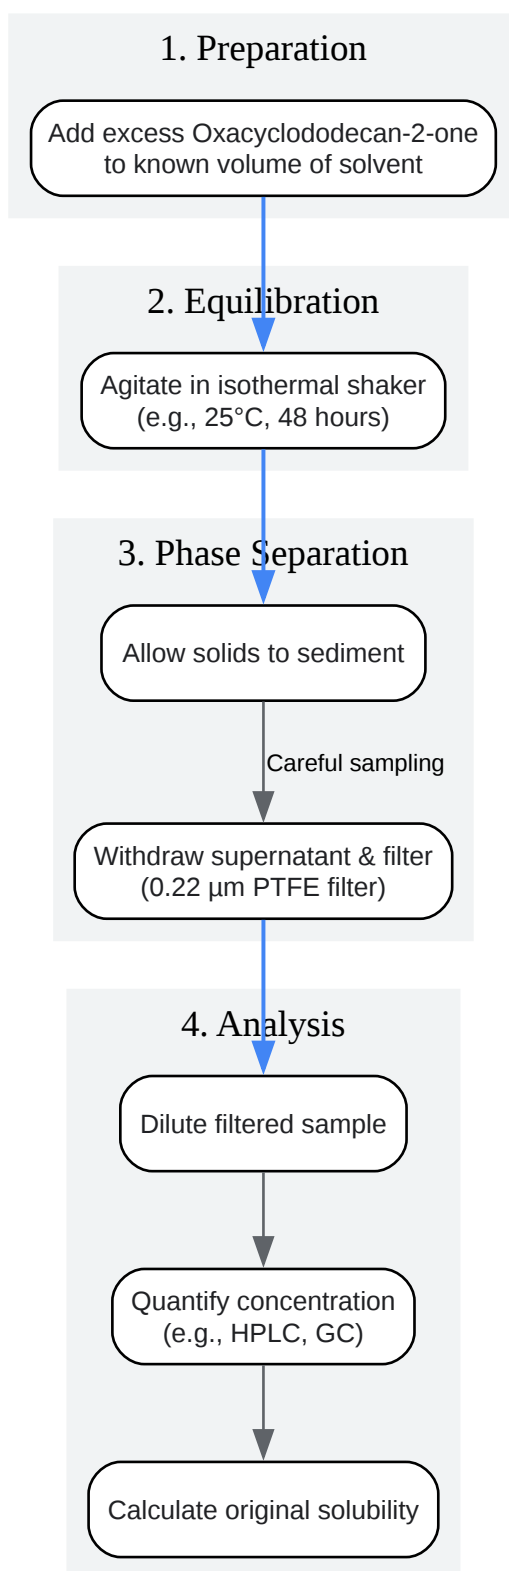 1. Preparation
Add excess Oxacyclododecan-2-one
to known volume of solvent
2. Equilibration
Agitate in isothermal shaker
(e.g., 25°C, 48 hours)
3. Phase Separation
Allow solids to sediment
Careful sampling
Withdraw supernatant & filter
(0.22 µm PTFE filter)
4. Analysis
Dilute filtered sample
Quantify concentration
(e.g., HPLC, GC)
Calculate original solubility